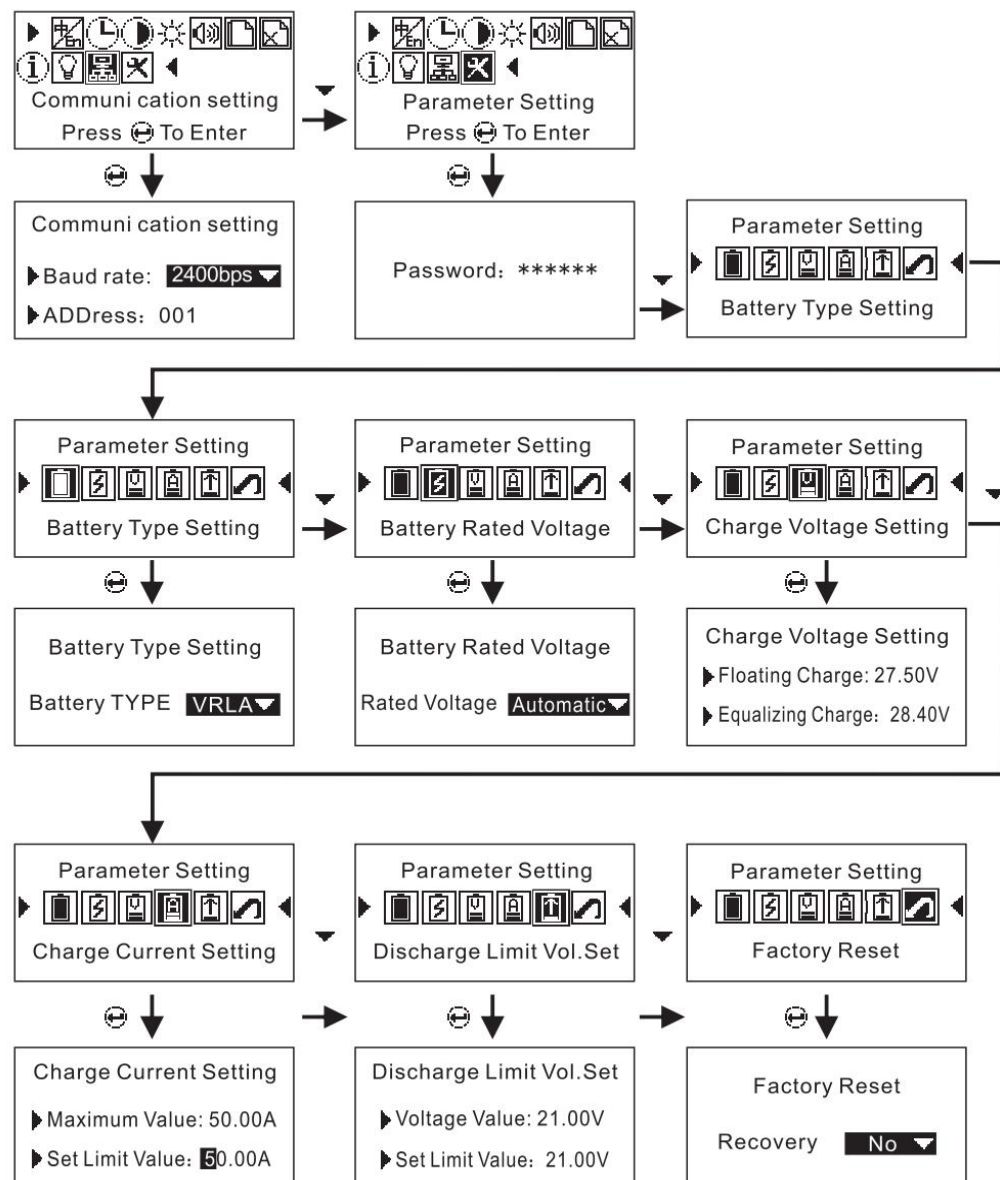 中/En
Communi cation setting
Press To Enter
中/En
Parameter Setting
Press To Enter
Communi cation setting
Baud rate: 2400bps
ADDress: 001
Password: ******
Parameter Setting
Battery Type Setting
Parameter Setting
Battery Type Setting
Parameter Setting
Battery Rated Voltage
Parameter Setting
Charge Voltage Setting
Battery Type Setting
Battery TYPE VRLA
Battery Rated Voltage
Rated Voltage Automatic
Charge Voltage Setting
Floating Charge: 27.50V
Equalizing Charge: 28.40V
Parameter Setting
Charge Current Setting
Parameter Setting
Discharge Limit Vol.Set
Parameter Setting
Factory Reset
Charge Current Setting
Maximum Value: 50.00A
Set Limit Value: 50.00A
Discharge Limit Vol.Set
Voltage Value: 21.00V
Set Limit Value: 21.00V
Factory Reset
Recovery No